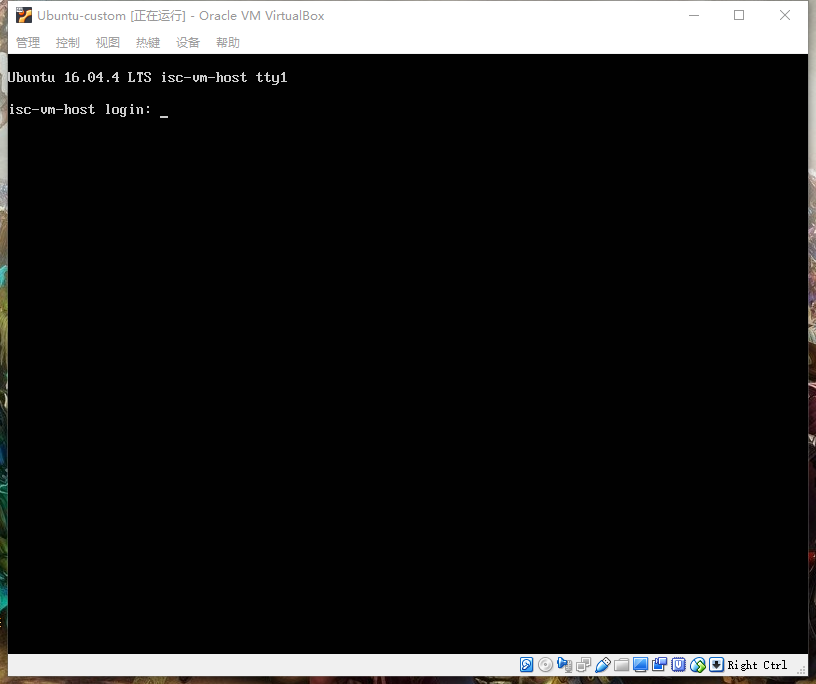 Ubuntu-custom [正在运行] - Oracle VM VirtualBox
管理 控制 视图 热键 设备 帮助
Ubuntu 16.04.4 LTS isc-vm-host tty1
isc-vm-host login: _
Right Ctrl